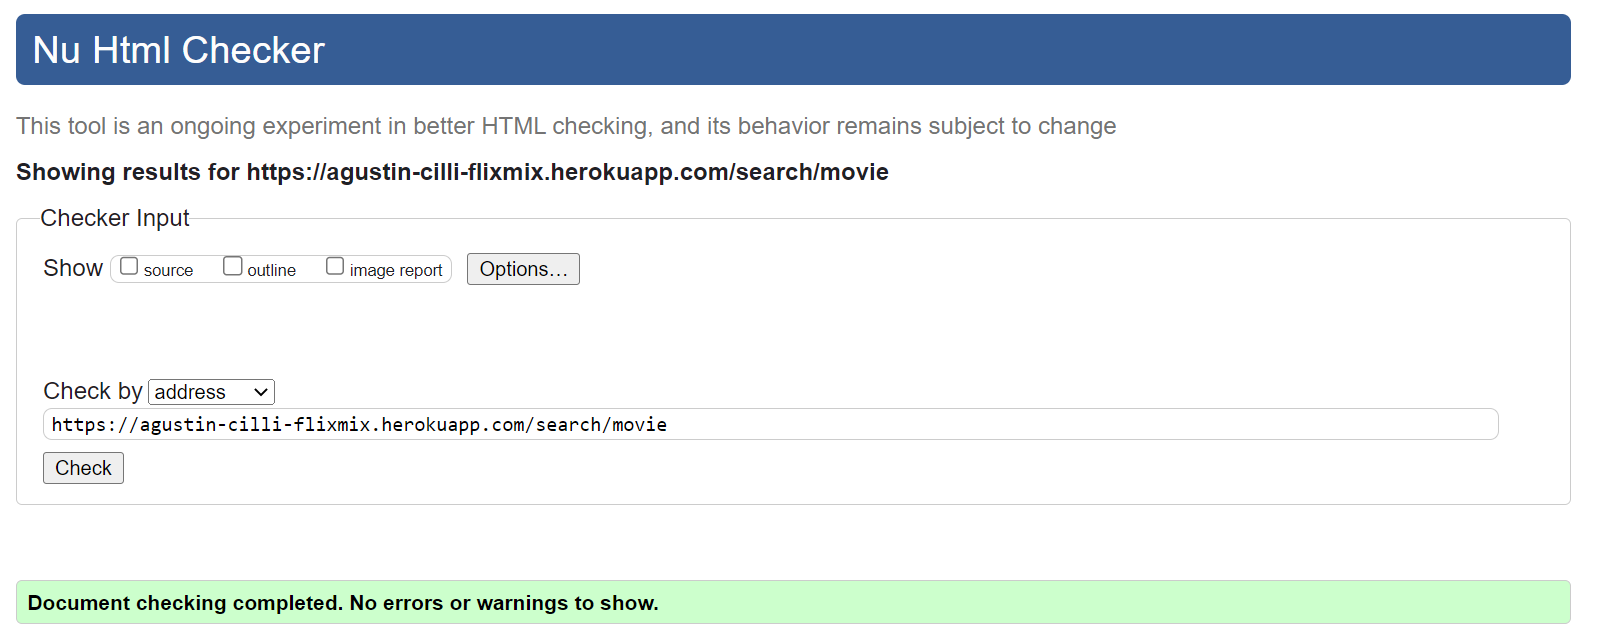 Nu Html Checker
This tool is an ongoing experiment in better HTML checking, and its behavior remains subject to change
Showing results for https://agustin-cilli-flixmix.herokuapp.com/search/movie
Checker Input
Show source outline image report Options…
Check by address
https://agustin-cilli-flixmix.herokuapp.com/search/movie
Check
Document checking completed. No errors or warnings to show.